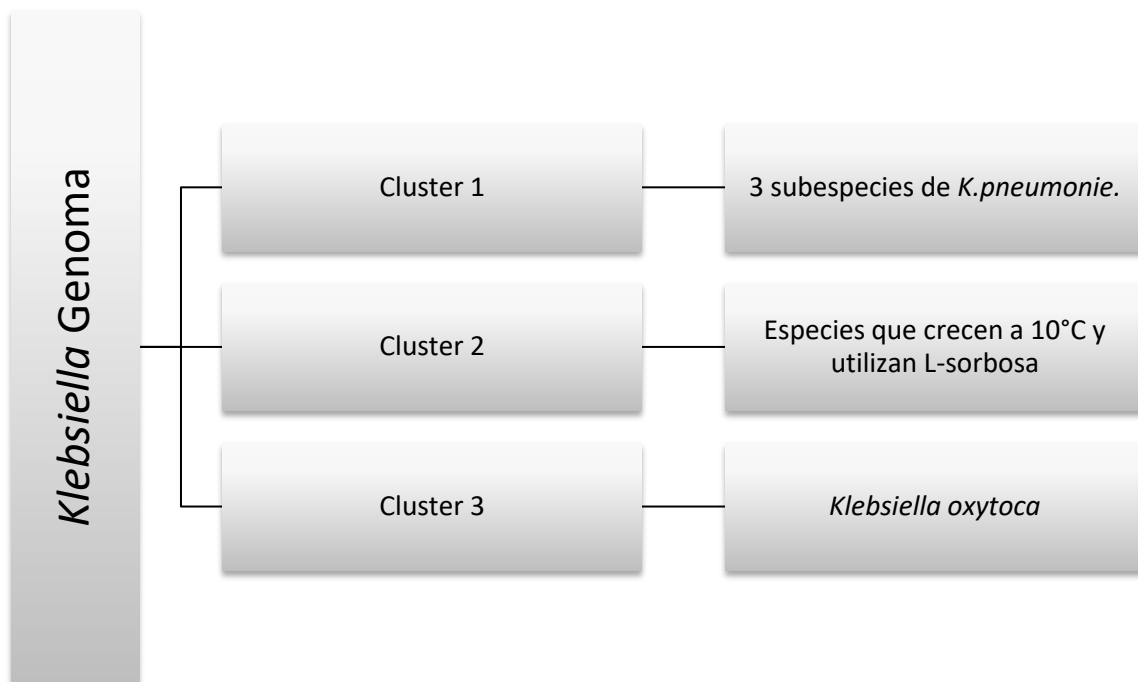 Klebsiella Genoma
Cluster 1
3 subespecies de K.pneumonie.
Cluster 2
Especies que crecen a 10°C y
utilizan L-sorbosa
Cluster 3
Klebsiella oxytoca